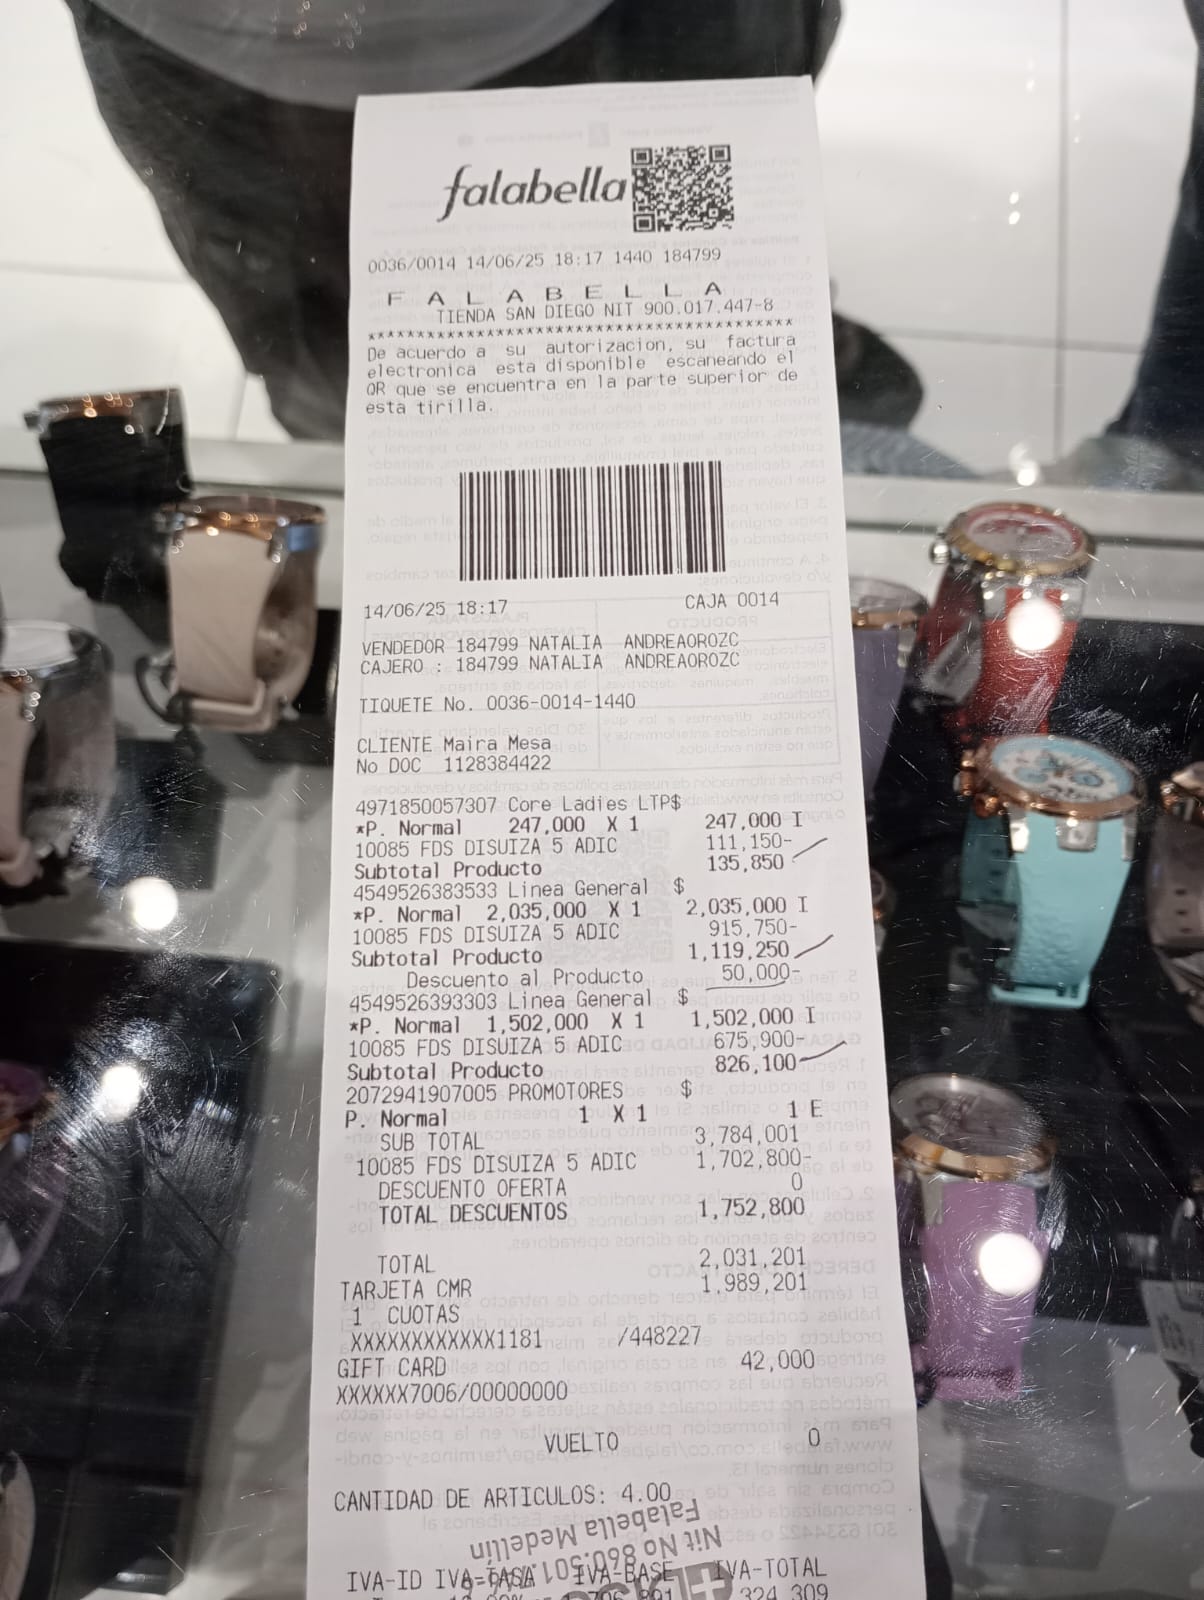 falabella
0036/0014 14/06/25 18:17 1440 184799
F A L A B E L L A
TIENDA SAN DIEGO NIT 900.017.447-8
******************************************
De acuerdo a su autorizacion, su factura
electronica esta disponible escaneando el
QR que se encuentra en la parte superior de
esta tirilla.
14/06/25 18:17 CAJA 0014
VENDEDOR 184799 NATALIA ANDREAOROZC
CAJERO : 184799 NATALIA ANDREAOROZC
TIQUETE No. 0036-0014-1440
CLIENTE Maira Mesa
No DOC 1128384422
4971850057307 Core Ladies LTP$
*P. Normal 247,000 X 1 247,000 I
10085 FDS DISUIZA 5 ADIC 111,150-
Subtotal Producto 135,850
4549526383533 Linea General $
*P. Normal 2,035,000 X 1 2,035,000 I
10085 FDS DISUIZA 5 ADIC 915,750-
Subtotal Producto 1,119,250
Descuento al Producto 50,000-
4549526393303 Linea General $
*P. Normal 1,502,000 X 1 1,502,000 I
10085 FDS DISUIZA 5 ADIC 675,900-
Subtotal Producto 826,100
2072941907005 PROMOTORES $
P. Normal 1 X 1 1 E
SUB TOTAL 3,784,001
10085 FDS DISUIZA 5 ADIC 1,702,800-
DESCUENTO OFERTA 0
TOTAL DESCUENTOS 1,752,800
TOTAL 2,031,201
TARJETA CMR 1,989,201
1 CUOTAS
XXXXXXXXXXXX1181 /448227
GIFT CARD 42,000
XXXXXX7006/00000000
VUELTO 0
CANTIDAD DE ARTICULOS: 4.00
Falabella Medellín
Nit No 860.501
IVA-ID IVA-TASA IVA-BASE IVA-TOTAL
324,309